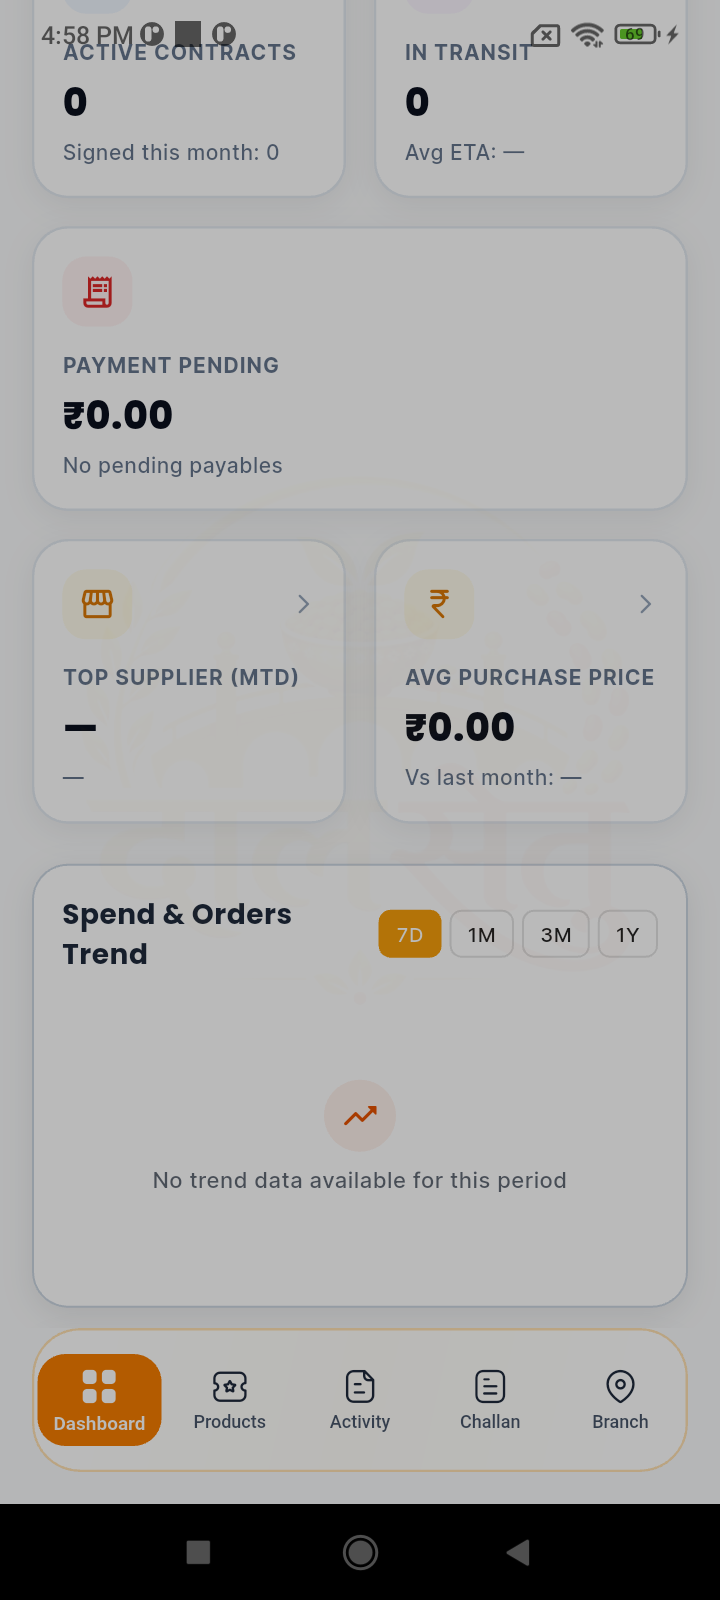 4:58 PM
69
ACTIVE CONTRACTS
0
Signed this month: 0
IN TRANSIT
0
Avg ETA: —
PAYMENT PENDING
₹0.00
No pending payables
TOP SUPPLIER (MTD)
—
—
AVG PURCHASE PRICE
₹0.00
Vs last month: —
Spend & Orders
Trend
7D
1M
3M
1Y
No trend data available for this period
Dashboard
Products
Activity
Challan
Branch